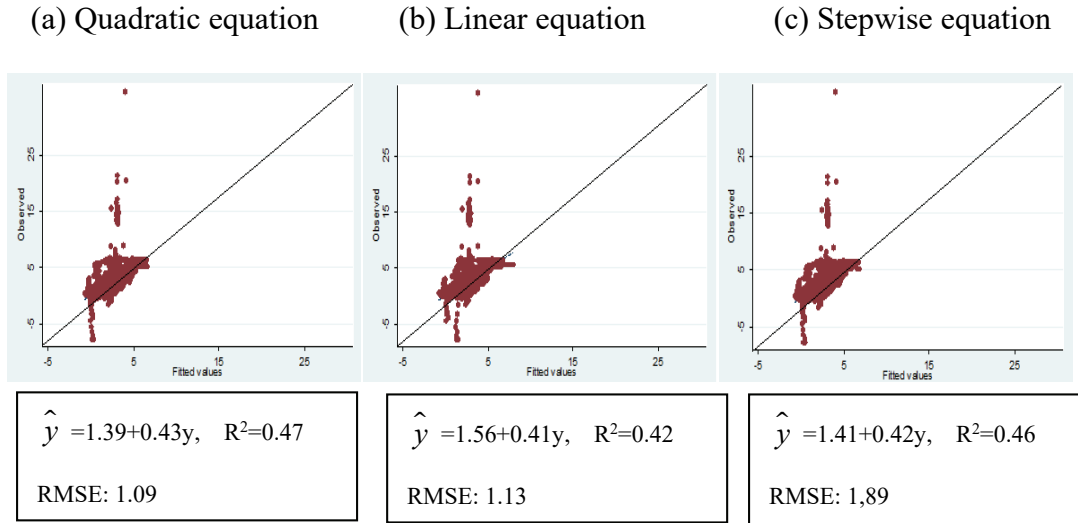 (a) Quadratic equation
(b) Linear equation
(c) Stepwise equation
Observed
25
15
5
-5
-5
5
15
25
Fitted values
Observed
25
15
5
-5
-5
5
15
25
Fitted values
Observed
25
15
5
-5
-5
5
15
25
Fitted values
ŷ =1.39+0.43y, R²=0.47
RMSE: 1.09
ŷ =1.56+0.41y, R²=0.42
RMSE: 1.13
ŷ =1.41+0.42y, R²=0.46
RMSE: 1,89